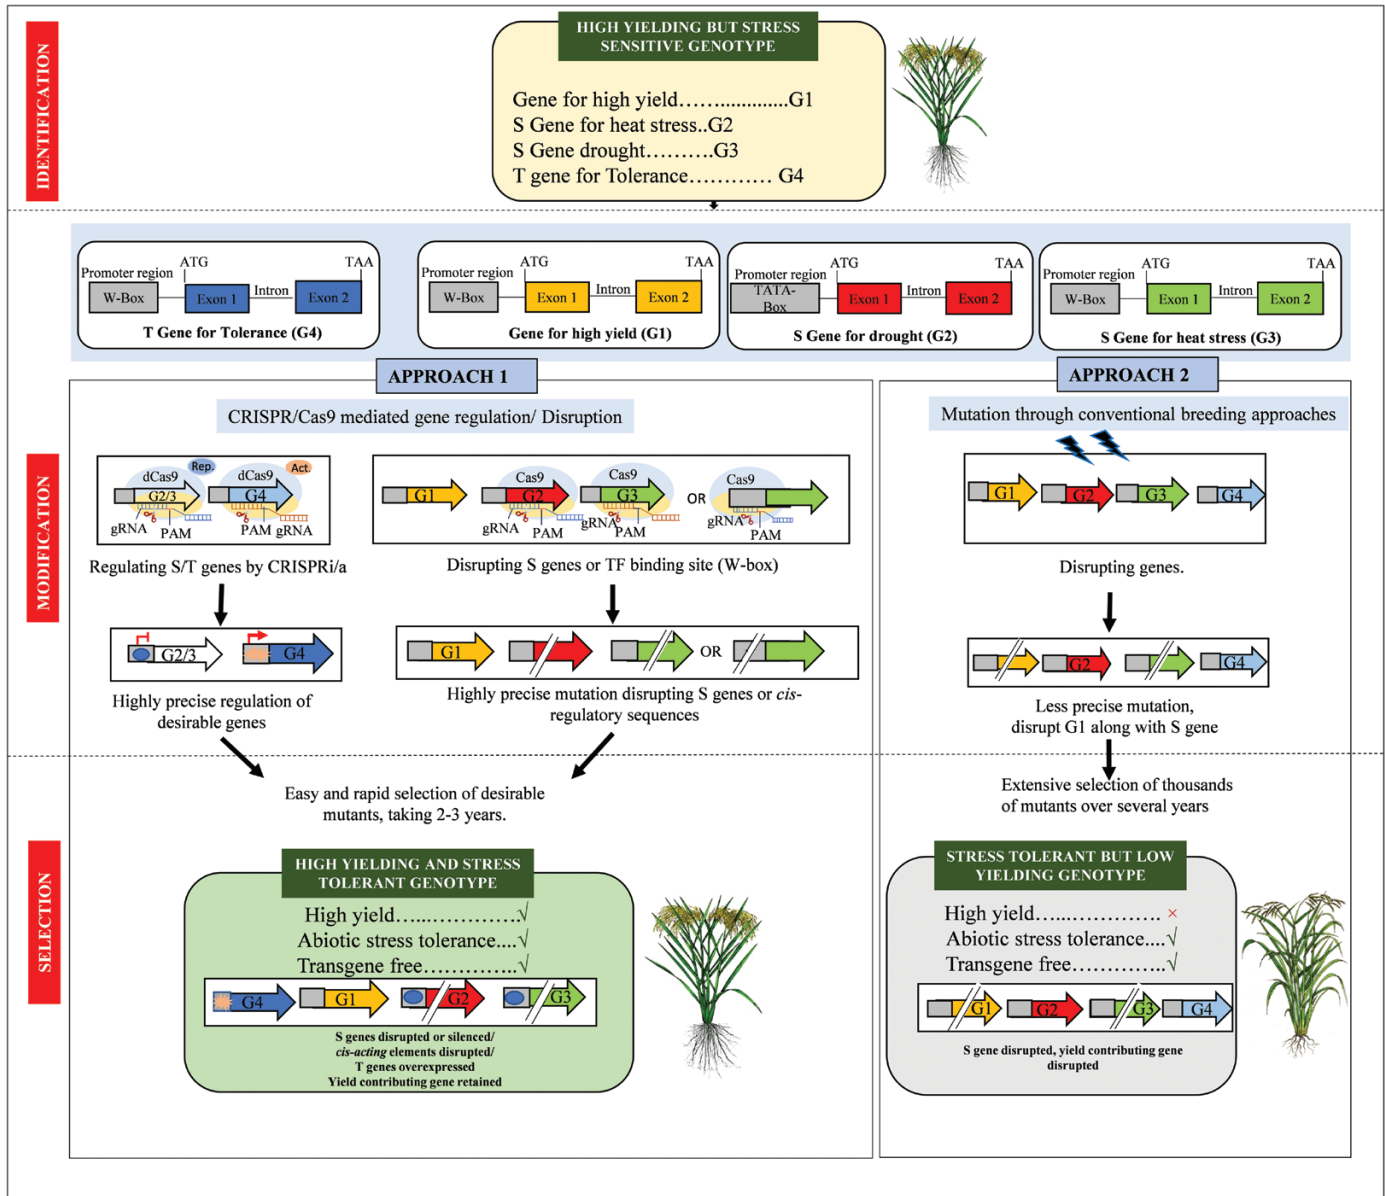 IDENTIFICATION
HIGH YIELDING BUT STRESS
SENSITIVE GENOTYPE
Gene for high yield…….............G1
S Gene for heat stress..G2
S Gene drought……….G3
T gene for Tolerance………… G4
MODIFICATION
Promoter region
ATG
TAA
W-Box
Exon 1
Intron
Exon 2
T Gene for Tolerance (G4)
Promoter region
ATG
TAA
W-Box
Exon 1
Intron
Exon 2
Gene for high yield (G1)
Promoter region
ATG
TAA
TATA-
Box
Exon 1
Intron
Exon 2
S Gene for drought (G2)
Promoter region
ATG
TAA
W-Box
Exon 1
Intron
Exon 2
S Gene for heat stress (G3)
APPROACH 1
CRISPR/Cas9 mediated gene regulation/ Disruption
dCas9
Rep.
G2/3
gRNA
PAM
dCas9
Act.
G4
PAM
gRNA
Regulating S/T genes by CRISPRi/a
G2/3
G4
Highly precise regulation of
desirable genes
G1
Cas9
G2
gRNA
PAM
Cas9
G3
gRNA
PAM
OR
Cas9
gRNA
PAM
Disrupting S genes or TF binding site (W-box)
G1
OR
Highly precise mutation disrupting S genes or cis-
regulatory sequences
APPROACH 2
Mutation through conventional breeding approaches
G1
G2
G3
G4
Disrupting genes.
G2
G4
Less precise mutation,
disrupt G1 along with S gene
SELECTION
Easy and rapid selection of desirable
mutants, taking 2-3 years.
HIGH YIELDING AND STRESS
TOLERANT GENOTYPE
High yield…...………….√
Abiotic stress tolerance....√
Transgene free…………..√
G4
G1
G2
G3
S genes disrupted or silenced/
cis-acting elements disrupted/
T genes overexpressed
Yield contributing gene retained
Extensive selection of thousands
of mutants over several years
STRESS TOLERANT BUT LOW
YIELDING GENOTYPE
High yield…...…………. ×
Abiotic stress tolerance....√
Transgene free…………..√
G1
G2
G3
G4
S gene disrupted, yield contributing gene
disrupted